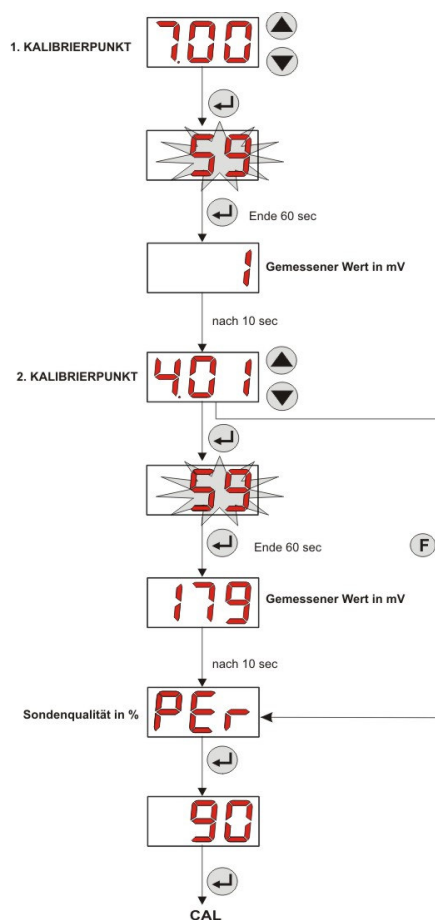 1. KALIBRIERPUNKT 7.00
59
Ende 60 sec
1 Gemessener Wert in mV
nach 10 sec
2. KALIBRIERPUNKT 4.01
59
Ende 60 sec F
179 Gemessener Wert in mV
nach 10 sec
Sondenqualität in % PEr
90
CAL